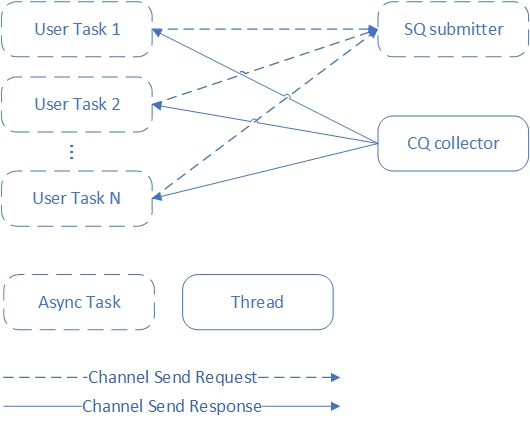 User Task 1
SQ submitter
User Task 2
CQ collector
...
User Task N
Async Task
Thread
Channel Send Request
Channel Send Response